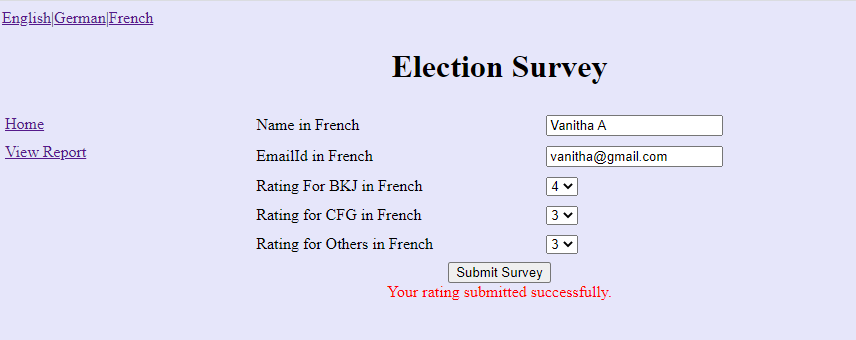 English|German|French
Election Survey
Home
View Report
Name in French Vanitha A
EmailId in French vanitha@gmail.com
Rating For BKJ in French 4
Rating for CFG in French 3
Rating for Others in French 3
Submit Survey
Your rating submitted successfully.